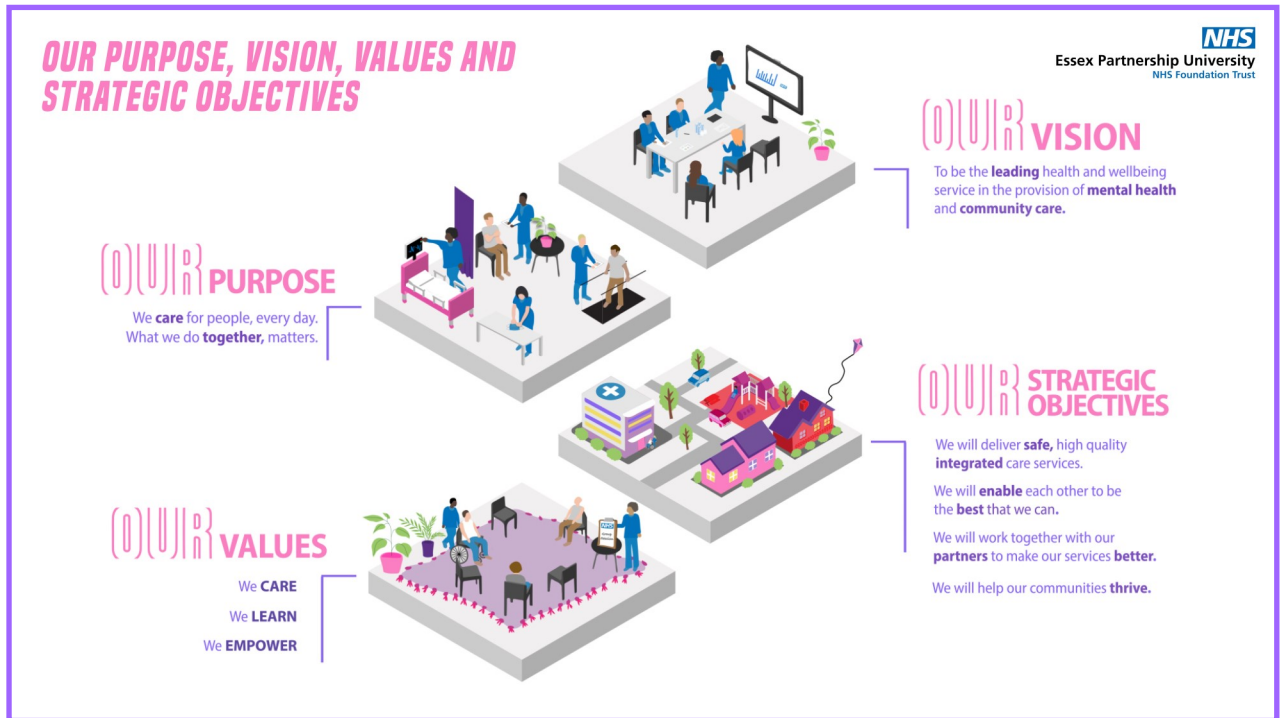 OUR PURPOSE, VISION, VALUES AND
STRATEGIC OBJECTIVES
NHS
Essex Partnership University
NHS Foundation Trust
OUR VISION
To be the leading health and wellbeing
service in the provision of mental health
and community care.
OUR PURPOSE
We care for people, every day.
What we do together, matters.
OUR STRATEGIC
OBJECTIVES
We will deliver safe, high quality
integrated care services.
We will enable each other to be
the best that we can.
We will work together with our
partners to make our services better.
We will help our communities thrive.
OUR VALUES
We CARE
We LEARN
We EMPOWER
NHS